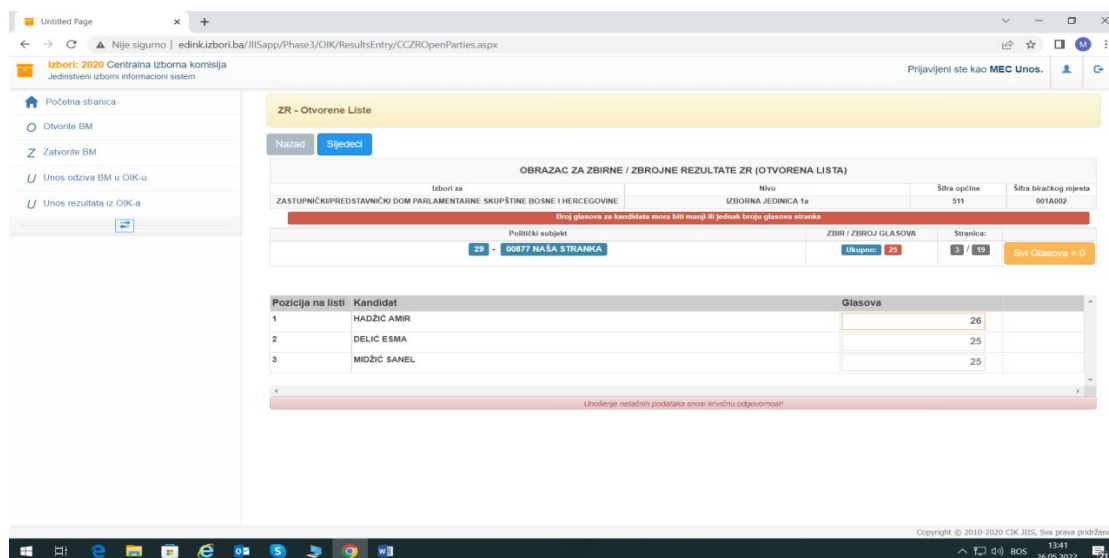 Untitled Page
Nije sigurno | edink.izbori.ba/JIISapp/Phase3/OIK/ResultsEntry/CCZROpenParties.aspx
M
Izbori: 2020 Centralna izborna komisija
Jedinstveni izborni informacioni sistem
Prijavljeni ste kao MEC Unos.
Početna stranica
O Otvorite BM
Z Zatvorite BM
U Unos odziva BM u OIK-u
U Unos rezultata iz OIK-a
ZR - Otvorene Liste
Nazad Sljedeći
OBRAZAC ZA ZBIRNE / ZBROJNE REZULTATE ZR (OTVORENA LISTA)
Izbori za Nivo Šifra općine Šifra biračkog mjesta
ZASTUPNIČKI/PREDSTAVNIČKI DOM PARLAMENTARNE SKUPŠTINE BOSNE I HERCEGOVINE IZBORNA JEDINICA 1a 511 001A002
Broj glasova za kandidata mora biti manji ili jednak broju glasova stranke
Politički subjekt ZBIR / ZBROJ GLASOVA Stranica:
29 - 00877 NAŠA STRANKA Ukupno: 25 3 / 19 Svi Glasova = 0
Pozicija na listi Kandidat Glasova
1 HADŽIĆ AMIR 26
2 DELIĆ ESMA 25
3 MIDŽIĆ SANEL 25
Unošenje netačnih podataka snosi krivičnu odgovornost!
Copyright © 2010-2020 CIK JIIS, Sva prava pridržana
BOS
13:41
26.05.2022